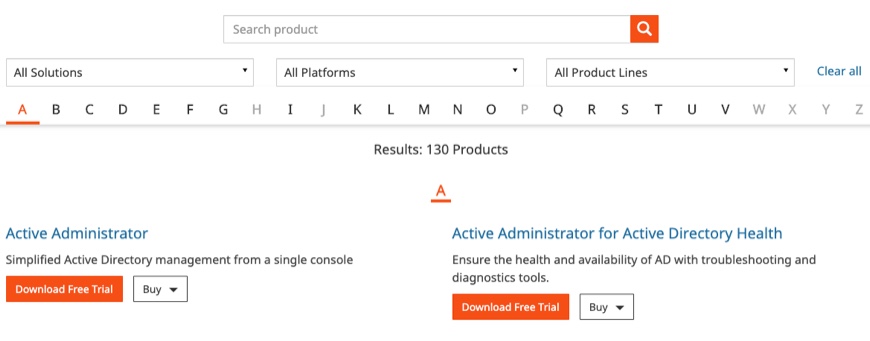 Search product
All Solutions All Platforms All Product Lines Clear all
A B C D E F G H I J K L M N O P Q R S T U V W X Y Z
Results: 130 Products
A
Active Administrator
Simplified Active Directory management from a single console
Download Free Trial Buy
Active Administrator for Active Directory Health
Ensure the health and availability of AD with troubleshooting and
diagnostics tools.
Download Free Trial Buy